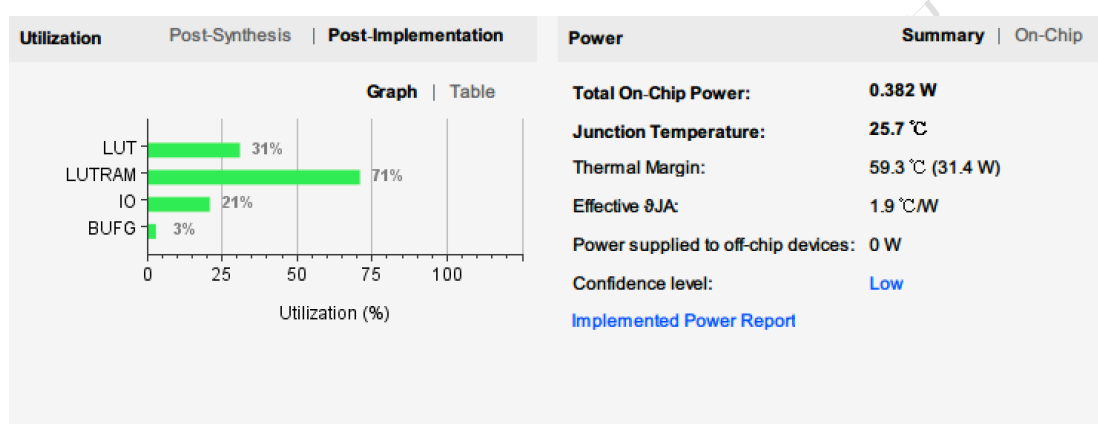 Utilization Post-Synthesis | Post-Implementation
Graph | Table
LUT 31%
LUTRAM 71%
IO 21%
BUFG 3%
0 25 50 75 100
Utilization (%)
Power Summary | On-Chip
Total On-Chip Power: 0.382 W
Junction Temperature: 25.7 ℃
Thermal Margin: 59.3 ℃ (31.4 W)
Effective ϑJA: 1.9 ℃/W
Power supplied to off-chip devices: 0 W
Confidence level: Low
Implemented Power Report